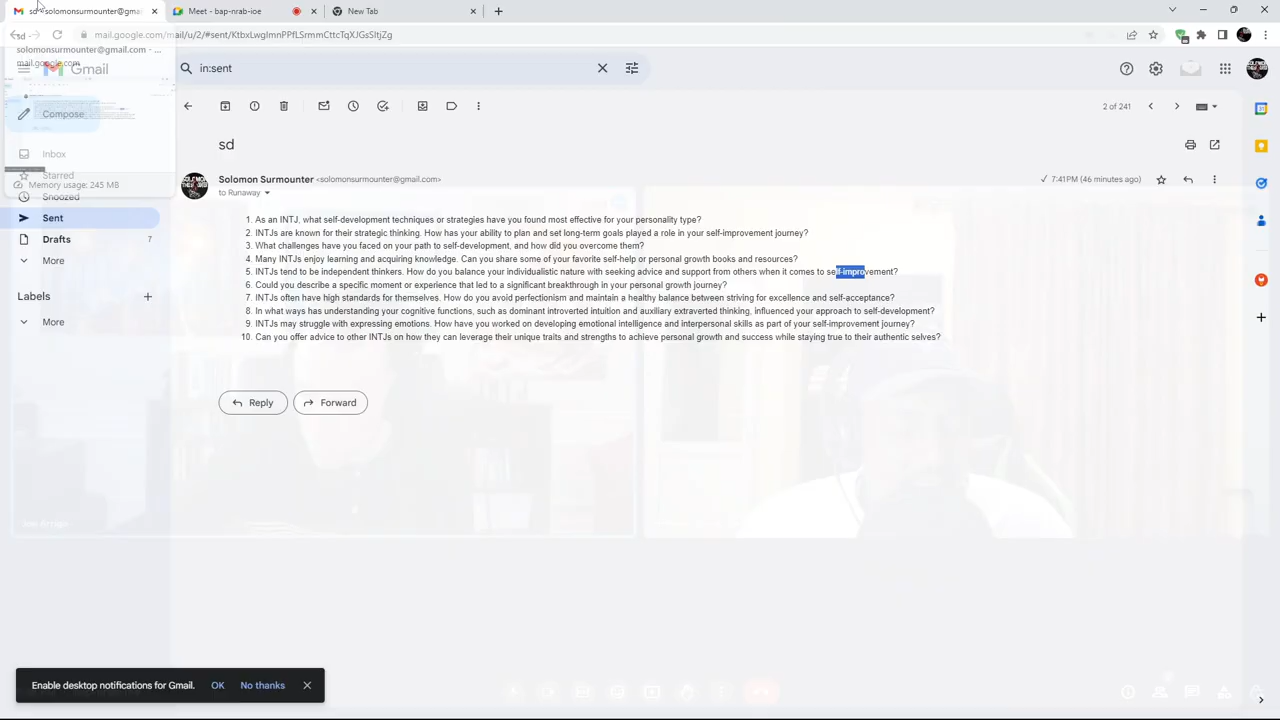 sd - solomonsurmounter@gmai
Meet - bap-nrab-ioe
New Tab
mail.google.com/mail/u/2/#sent/KtbxLwglmnPPfLSrmmCttcTqXJGsSltjZg
sd -
solomonsurmounter@gmail.com - ...
mail.google.com
Gmail
in:sent
Compose
2 of 241
Inbox
sd
Starred
Memory usage: 245 MB
Solomon Surmounter <solomonsurmounter@gmail.com>
7:41PM (46 minutes ago)
to Runaway
Snoozed
Sent
Drafts
7
More
Labels
More
1. As an INTJ, what self-development techniques or strategies have you found most effective for your personality type?
2. INTJs are known for their strategic thinking. How has your ability to plan and set long-term goals played a role in your self-improvement journey?
3. What challenges have you faced on your path to self-development, and how did you overcome them?
4. Many INTJs enjoy learning and acquiring knowledge. Can you share some of your favorite self-help or personal growth books and resources?
5. INTJs tend to be independent thinkers. How do you balance your individualistic nature with seeking advice and support from others when it comes to self-improvement?
6. Could you describe a specific moment or experience that led to a significant breakthrough in your personal growth journey?
7. INTJs often have high standards for themselves. How do you avoid perfectionism and maintain a healthy balance between striving for excellence and self-acceptance?
8. In what ways has understanding your cognitive functions, such as dominant introverted intuition and auxiliary extraverted thinking, influenced your approach to self-development?
9. INTJs may struggle with expressing emotions. How have you worked on developing emotional intelligence and interpersonal skills as part of your self-improvement journey?
10. Can you offer advice to other INTJs on how they can leverage their unique traits and strengths to achieve personal growth and success while staying true to their authentic selves?
Reply
Forward
Enable desktop notifications for Gmail.
OK
No thanks